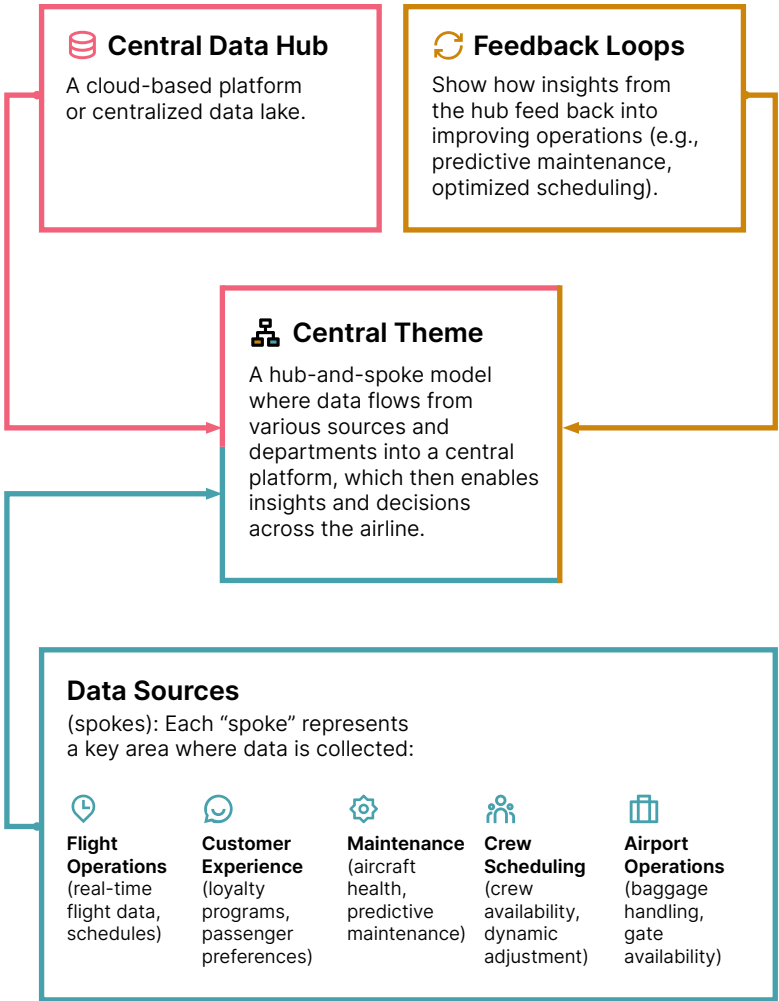 Central Data Hub
A cloud-based platform
or centralized data lake.
Feedback Loops
Show how insights from
the hub feed back into
improving operations (e.g.,
predictive maintenance,
optimized scheduling).
Central Theme
A hub-and-spoke model
where data flows from
various sources and
departments into a central
platform, which then enables
insights and decisions
across the airline.
Data Sources
(spokes): Each “spoke” represents
a key area where data is collected:
Flight
Operations
(real-time
flight data,
schedules)
Customer
Experience
(loyalty
programs,
passenger
preferences)
Maintenance
(aircraft
health,
predictive
maintenance)
Crew
Scheduling
(crew
availability,
dynamic
adjustment)
Airport
Operations
(baggage
handling,
gate
availability)